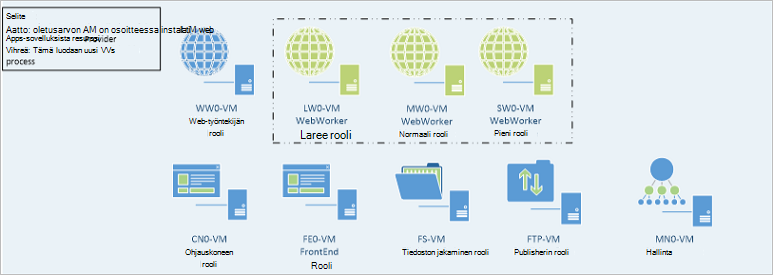 Selite
Aatto: oletusarvon AM on osoitteessa install web
Apps-sovelluksista resurssi Provider
Vihreä: Tämä luodaan uusi VVs
process
WW0-VM
Web-työntekijän
rooli
LW0-VM
WebWorker
Laree rooli
MW0-VM
WebWorker
Normaali rooli
SW0-VM
WebWorker
Pieni rooli
CN0-VM
Ohjauskoneen
rooli
FE0-VM
FrontEnd
Rooli
FS-VM
Tiedoston jakaminen rooli
FTP-VM
Publisherin rooli
MN0-VM
Hallinta